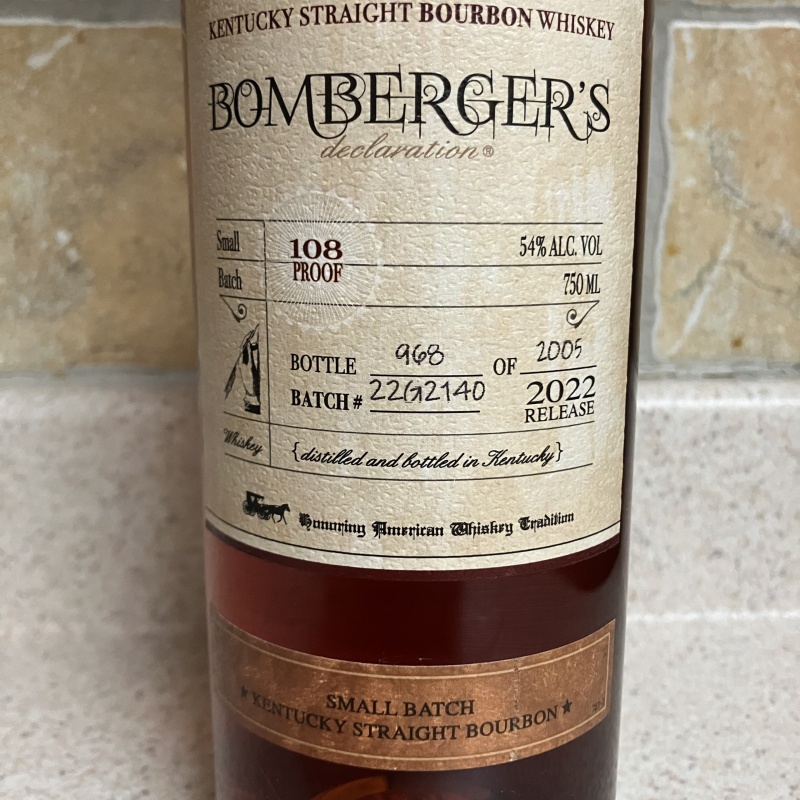 KENTUCKY STRAIGHT BOURBON WHISKEY
BOMBERGER'S
declaration®
Small
Batch
108
PROOF
54% ALC. VOL
750 ML
BOTTLE 968 OF 2005
BATCH # 22G2140
2022
RELEASE
Whiskey
{distilled and bottled in Kentucky}
Honoring American Whiskey Tradition
SMALL BATCH
★ KENTUCKY STRAIGHT BOURBON ★